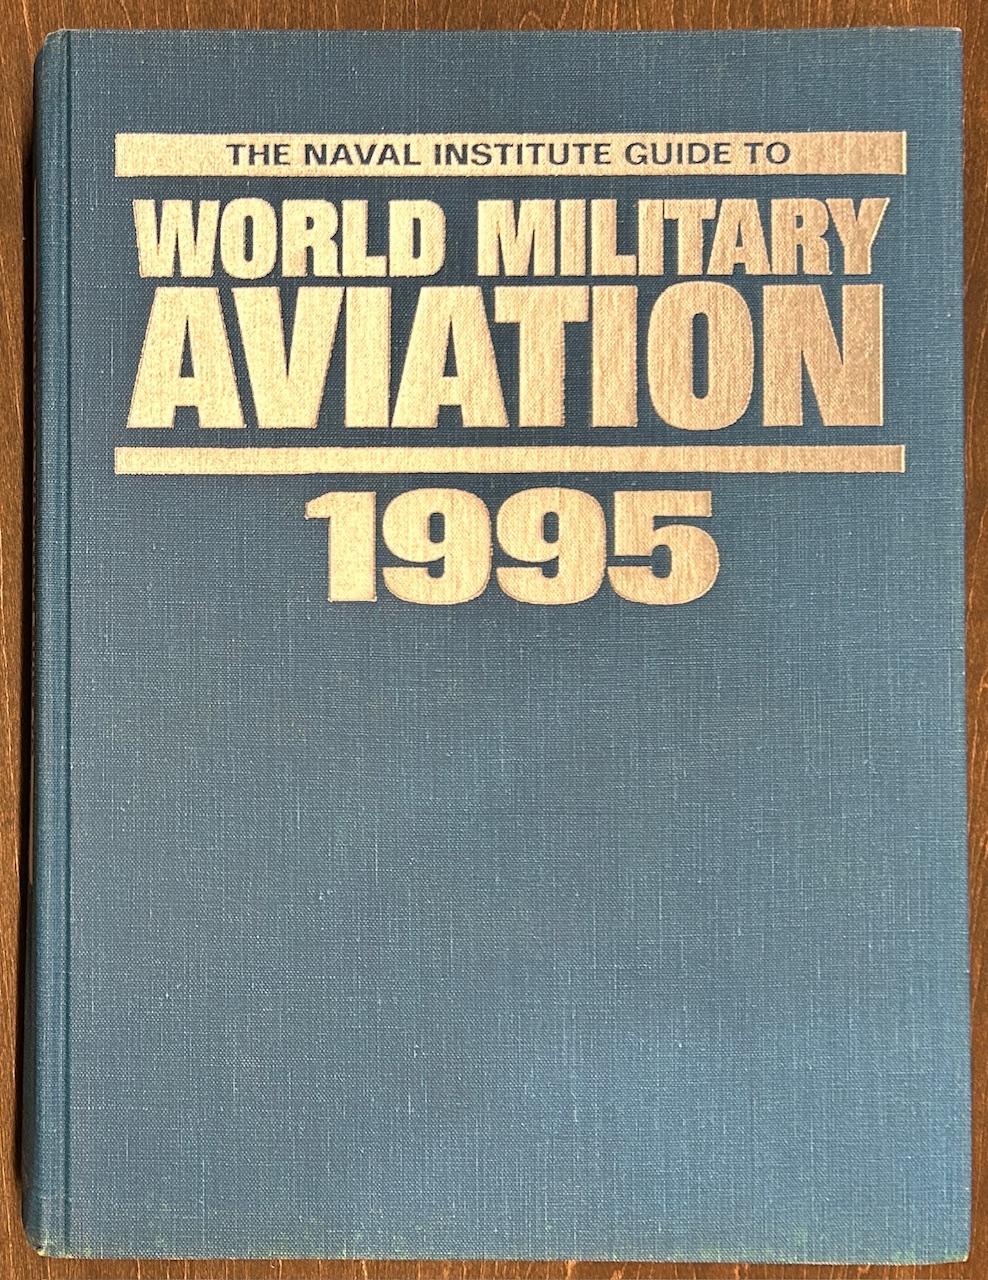 THE NAVAL INSTITUTE GUIDE TO
WORLD MILITARY
AVIATION
1995